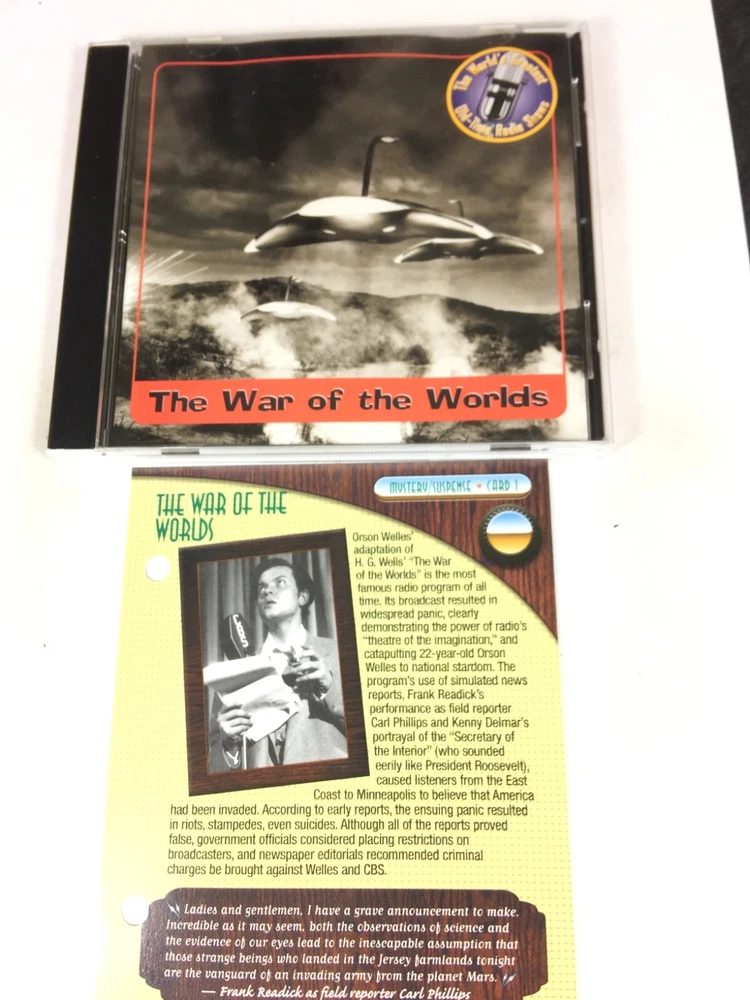 The World's Greatest
Old-Time Radio Shows
The War of the Worlds
MYSTERY/SUSPENSE • CARD 1
THE WAR OF THE
WORLDS
CBS
Orson Welles'
adaptation of
H. G. Wells' "The War
of the Worlds" is the most
famous radio program of all
time. Its broadcast resulted in
widespread panic, clearly
demonstrating the power of radio's
"theatre of the imagination," and
catapulting 22-year-old Orson
Welles to national stardom. The
program's use of simulated news
reports, Frank Readick's
performance as field reporter
Carl Phillips and Kenny Delmar's
portrayal of the "Secretary of
the Interior" (who sounded
eerily like President Roosevelt),
caused listeners from the East
Coast to Minneapolis to believe that America
had been invaded. According to early reports, the ensuing panic resulted
in riots, stampedes, even suicides. Although all of the reports proved
false, government officials considered placing restrictions on
broadcasters, and newspaper editorials recommended criminal
charges be brought against Welles and CBS.
"Ladies and gentlemen, I have a grave announcement to make.
Incredible as it may seem, both the observations of science and
the evidence of our eyes lead to the inescapable assumption that
those strange beings who landed in the Jersey farmlands tonight
are the vanguard of an invading army from the planet Mars."
— Frank Readick as field reporter Carl Phillips